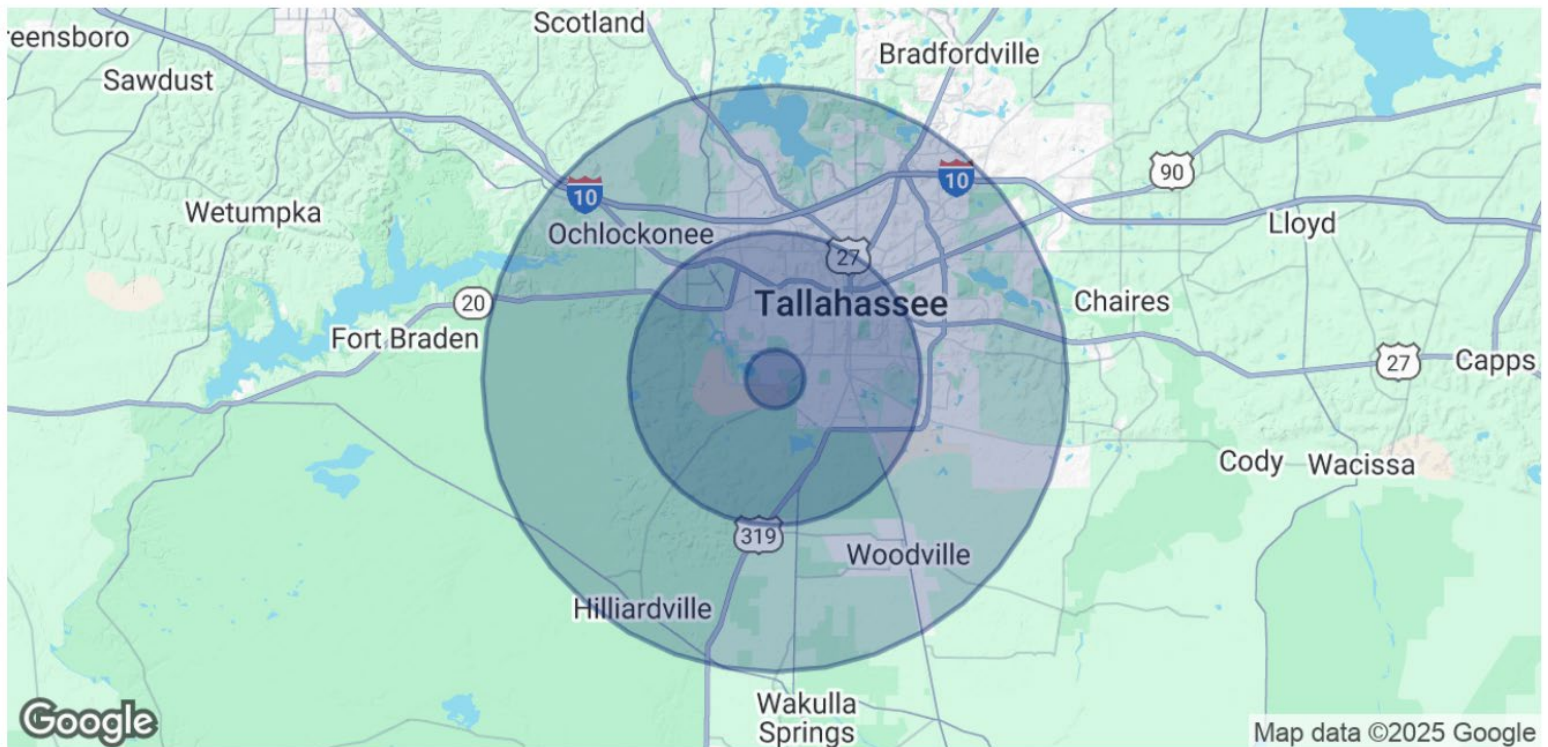 Scotland
reensboro
Bradfordville
Sawdust
10
90
10
Wetumpka
Lloyd
Ochlockonee
27
20
Tallahassee
Chaires
Fort Braden
27
Capps
Cody
Wacissa
319
Woodville
Hilliardville
Wakulla
Springs
Google
Map data ©2025 Google